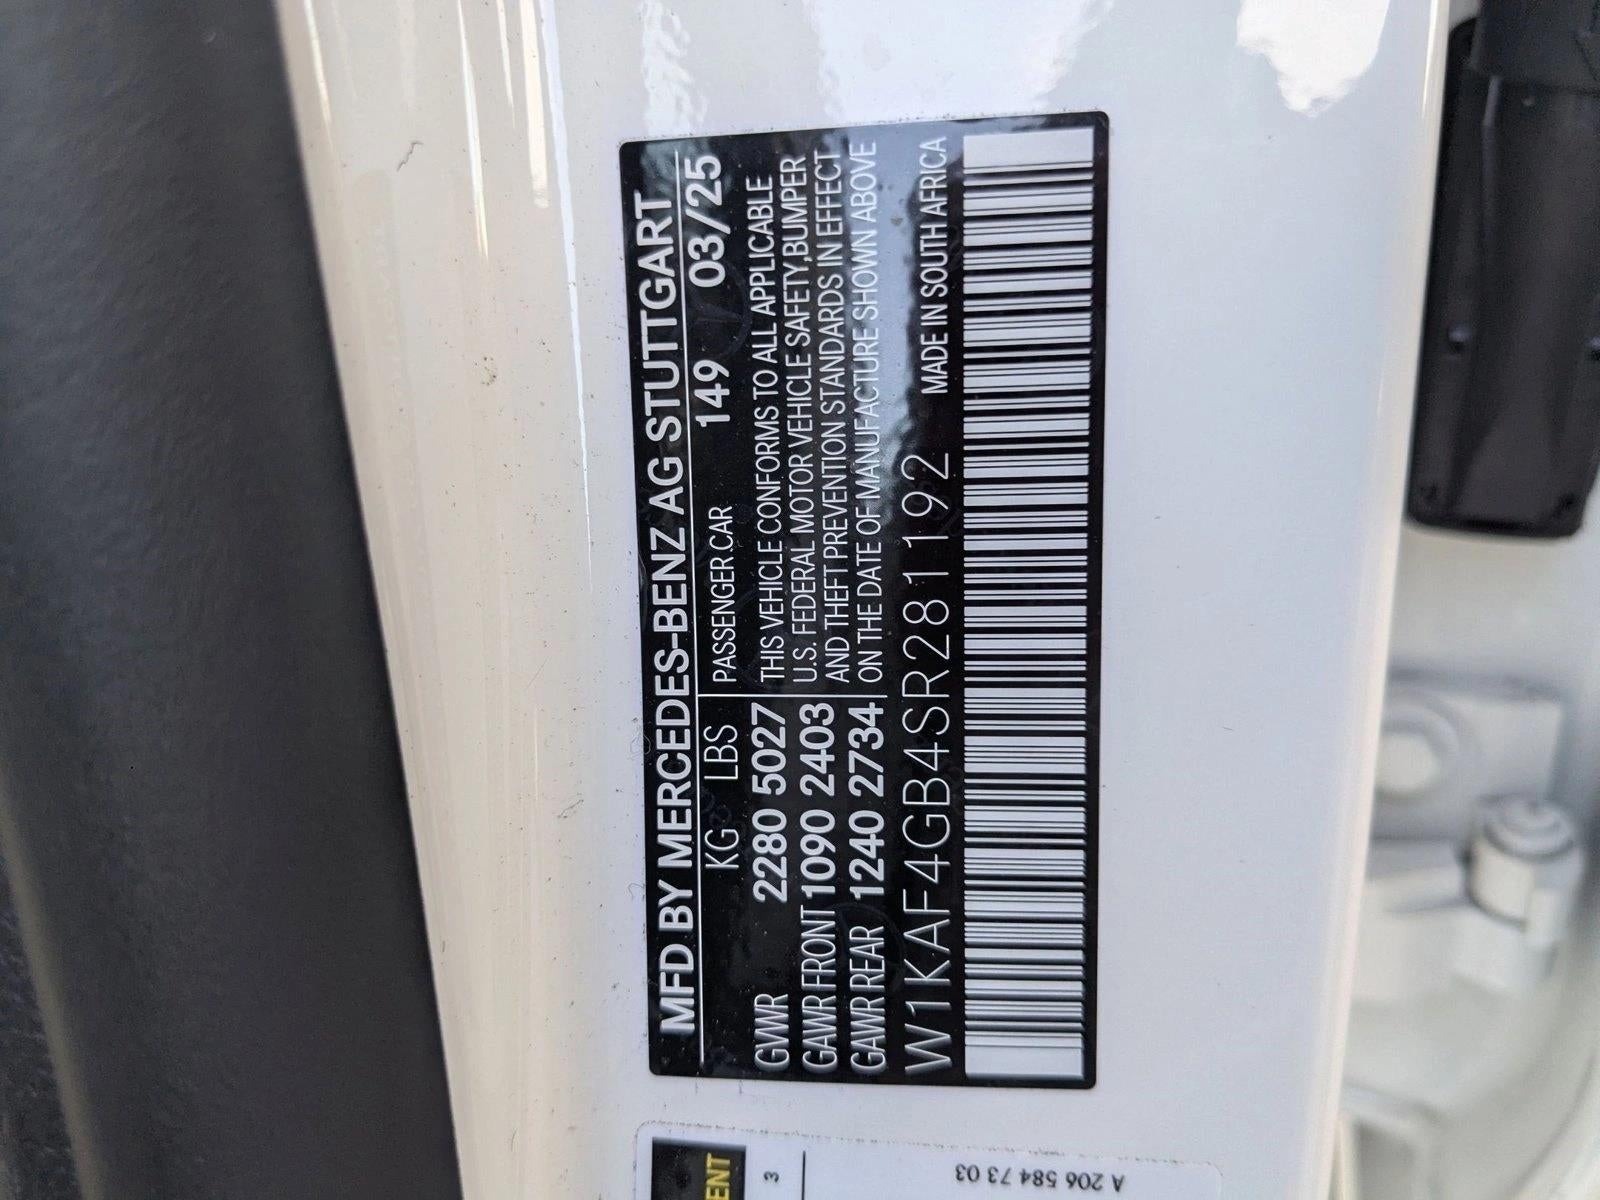 MFD BY MERCEDES-BENZ AG STUTTGART
KG LBS PASSENGER CAR 149 03/25
GVWR 2280 5027
GAWR FRONT 1090 2403
GAWR REAR 1240 2734
THIS VEHICLE CONFORMS TO ALL APPLICABLE
U.S. FEDERAL MOTOR VEHICLE SAFETY,BUMPER
AND THEFT PREVENTION STANDARDS IN EFFECT
ON THE DATE OF MANUFACTURE SHOWN ABOVE
W1KAF4GB4SR281192 MADE IN SOUTH AFRICA
ENT
3
A 206 584 73 03